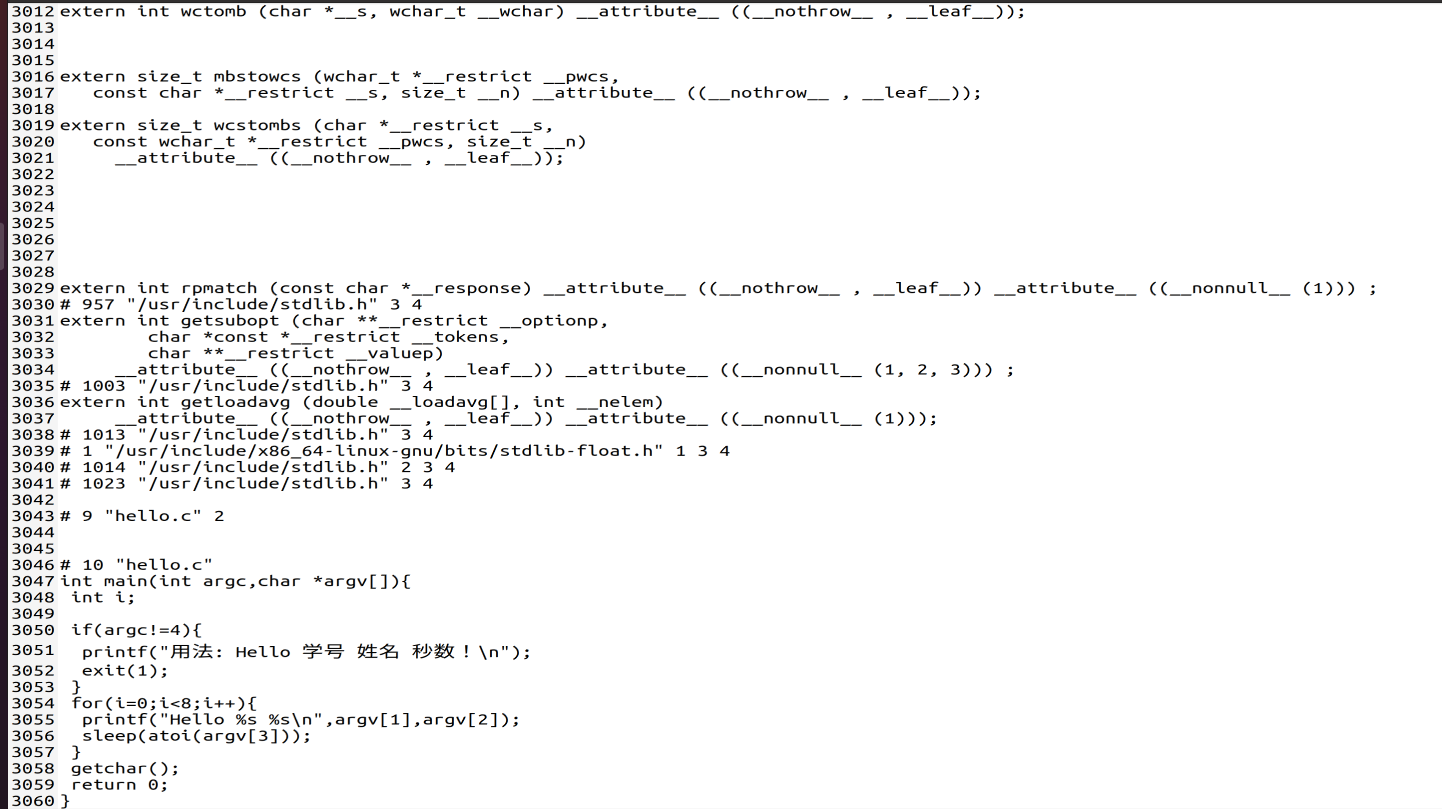 3012 extern int wctomb (char *__s, wchar_t __wchar) __attribute__ ((__nothrow__ , __leaf__));
3013
3014
3015
3016 extern size_t mbstowcs (wchar_t *__restrict __pwcs,
3017    const char *__restrict __s, size_t __n) __attribute__ ((__nothrow__ , __leaf__));
3018
3019 extern size_t wcstombs (char *__restrict __s,
3020    const wchar_t *__restrict __pwcs, size_t __n)
3021      __attribute__ ((__nothrow__ , __leaf__));
3022
3023
3024
3025
3026
3027
3028
3029 extern int rpmatch (const char *__response) __attribute__ ((__nothrow__ , __leaf__)) __attribute__ ((__nonnull__ (1))) ;
3030 # 957 "/usr/include/stdlib.h" 3 4
3031 extern int getsubopt (char **__restrict __optionp,
3032         char *const *__restrict __tokens,
3033         char **__restrict __valuep)
3034      __attribute__ ((__nothrow__ , __leaf__)) __attribute__ ((__nonnull__ (1, 2, 3))) ;
3035 # 1003 "/usr/include/stdlib.h" 3 4
3036 extern int getloadavg (double __loadavg[], int __nelem)
3037      __attribute__ ((__nothrow__ , __leaf__)) __attribute__ ((__nonnull__ (1)));
3038 # 1013 "/usr/include/stdlib.h" 3 4
3039 # 1 "/usr/include/x86_64-linux-gnu/bits/stdlib-float.h" 1 3 4
3040 # 1014 "/usr/include/stdlib.h" 2 3 4
3041 # 1023 "/usr/include/stdlib.h" 3 4
3042
3043 # 9 "hello.c" 2
3044
3045
3046 # 10 "hello.c"
3047 int main(int argc,char *argv[]){
3048  int i;
3049
3050  if(argc!=4){
3051   printf("用法: Hello 学号 姓名 秒数！\n");
3052   exit(1);
3053  }
3054  for(i=0;i<8;i++){
3055   printf("Hello %s %s\n",argv[1],argv[2]);
3056   sleep(atoi(argv[3]));
3057  }
3058  getchar();
3059  return 0;
3060 }